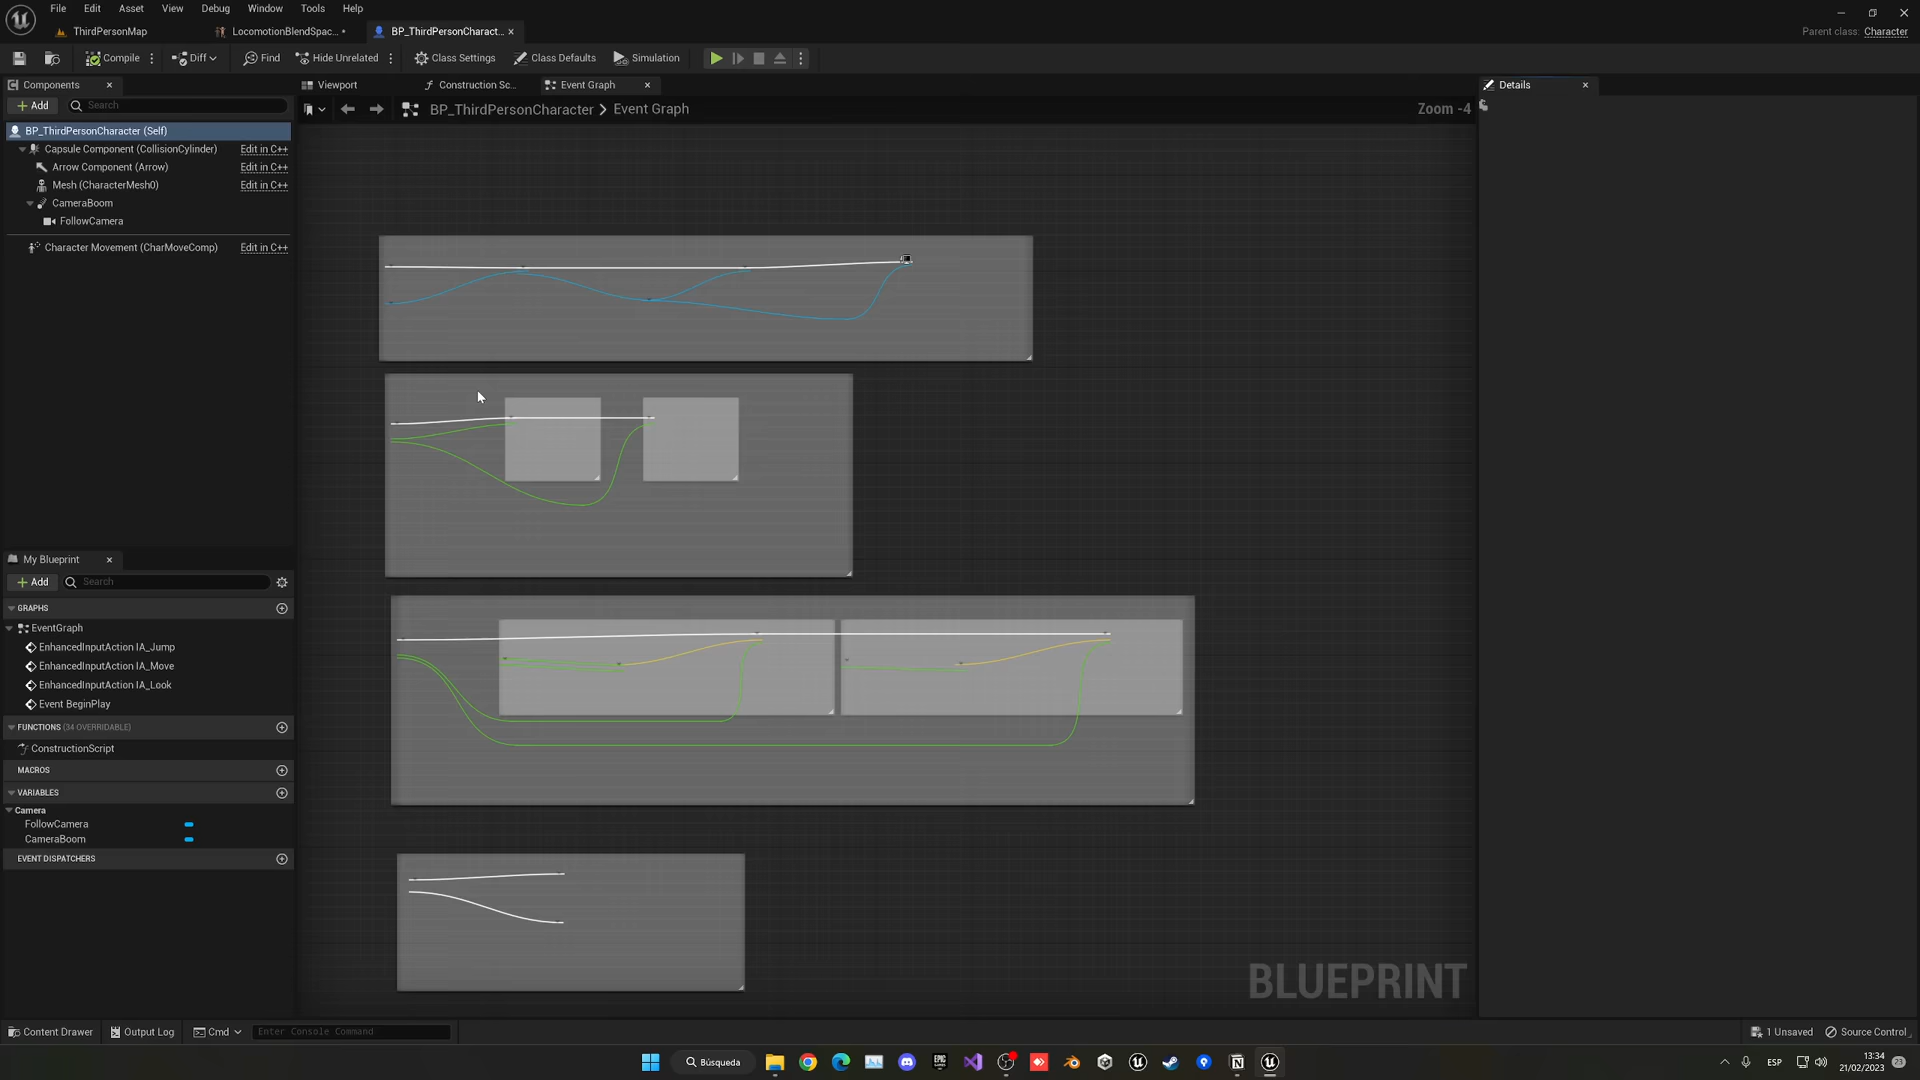 File Edit Asset View Debug Window Tools Help
ThirdPersonMap LocomotionBlendSpac... • BP_ThirdPersonCharact...
Parent class: Character
Compile Diff Find Hide Unrelated Class Settings Class Defaults Simulation
Components
Viewport Construction Sc... Event Graph
Details
Add Search
BP_ThirdPersonCharacter > Event Graph Zoom -4
BP_ThirdPersonCharacter (Self)
Capsule Component (CollisionCylinder) Edit in C++
Arrow Component (Arrow) Edit in C++
Mesh (CharacterMesh0) Edit in C++
CameraBoom
FollowCamera
Character Movement (CharMoveComp) Edit in C++
My Blueprint
Add Search
GRAPHS
EventGraph
EnhancedInputAction IA_Jump
EnhancedInputAction IA_Move
EnhancedInputAction IA_Look
Event BeginPlay
FUNCTIONS (34 OVERRIDABLE)
ConstructionScript
MACROS
VARIABLES
Camera
FollowCamera
CameraBoom
EVENT DISPATCHERS
BLUEPRINT
Content Drawer Output Log Cmd Enter Console Command 1 Unsaved Source Control
Búsqueda
ESP
13:34
21/02/2023
23